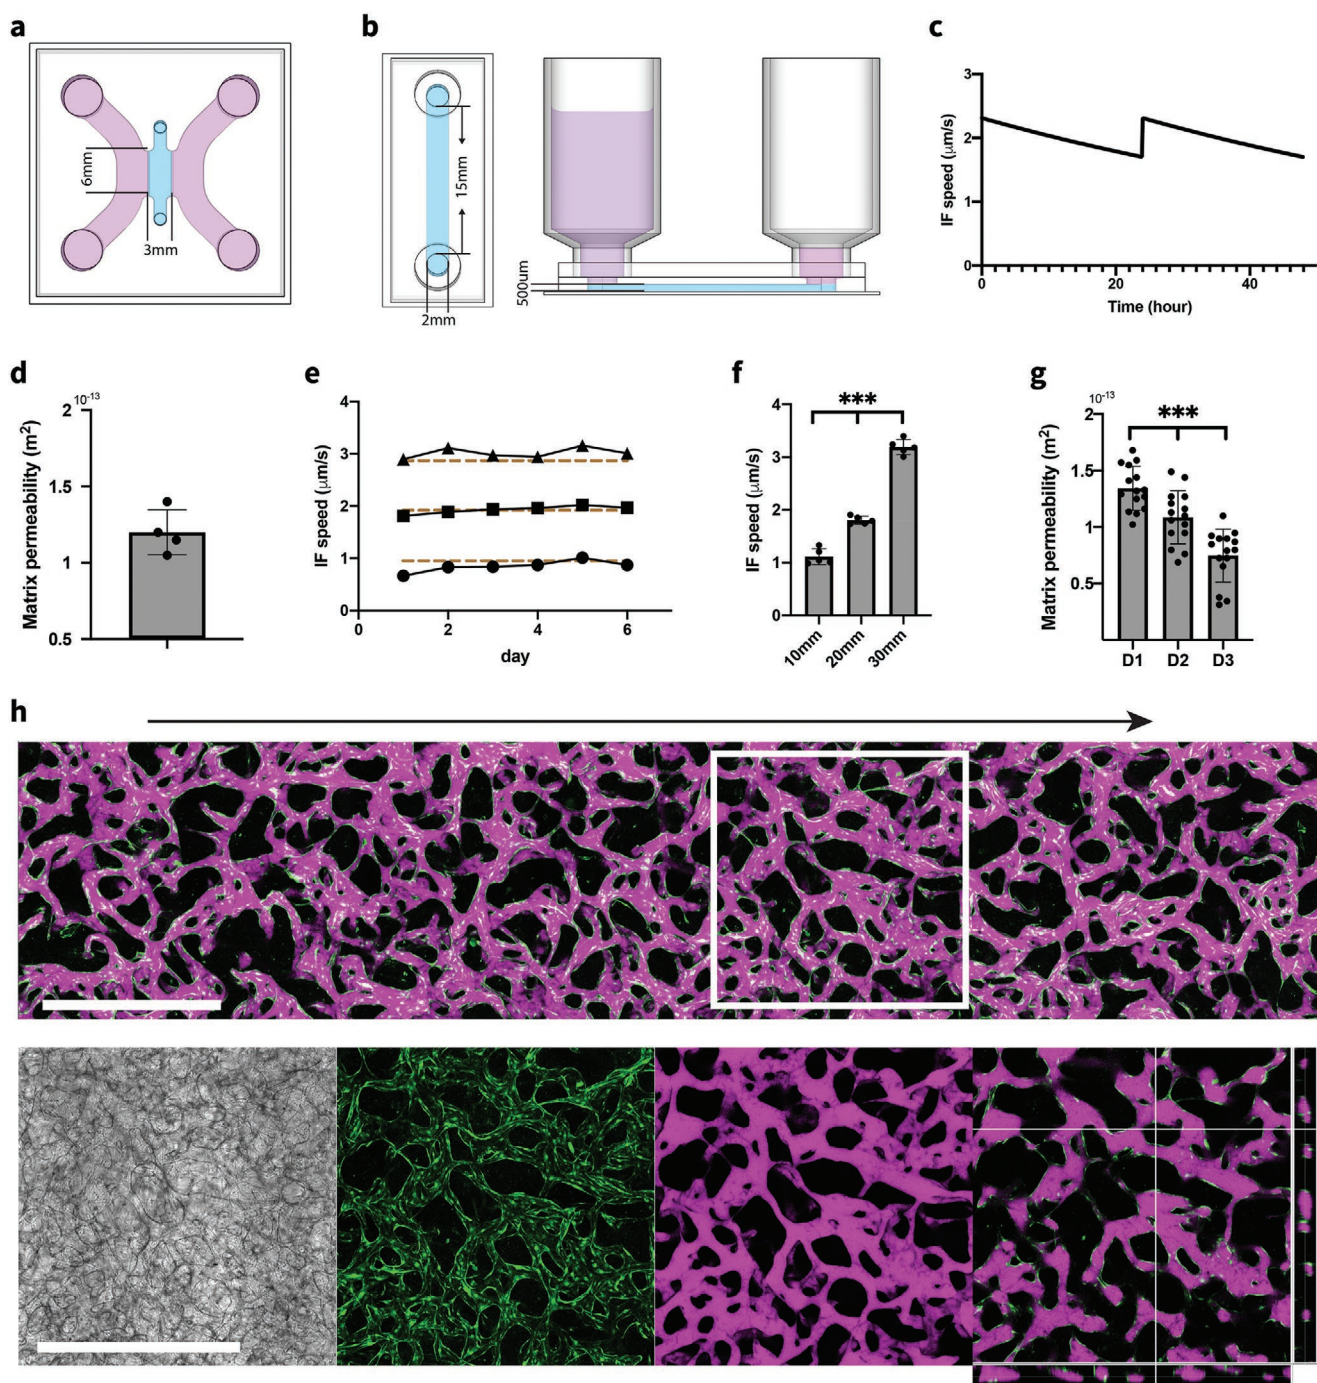 a
b
c
6mm
3mm
15mm
2mm
500um
IF speed (μm/s)
3
2
1
0
0
20
40
Time (hour)
d
e
f
g
Matrix permeability (m²)
10⁻¹³
2
1.5
1
0.5
IF speed (μm/s)
4
3
2
1
0
0
2
4
6
day
IF speed (μm/s)
4
3
2
1
0
***
10mm
20mm
30mm
Matrix permeability (m²)
10⁻¹³
2
1.5
1
0.5
***
D1
D2
D3
h